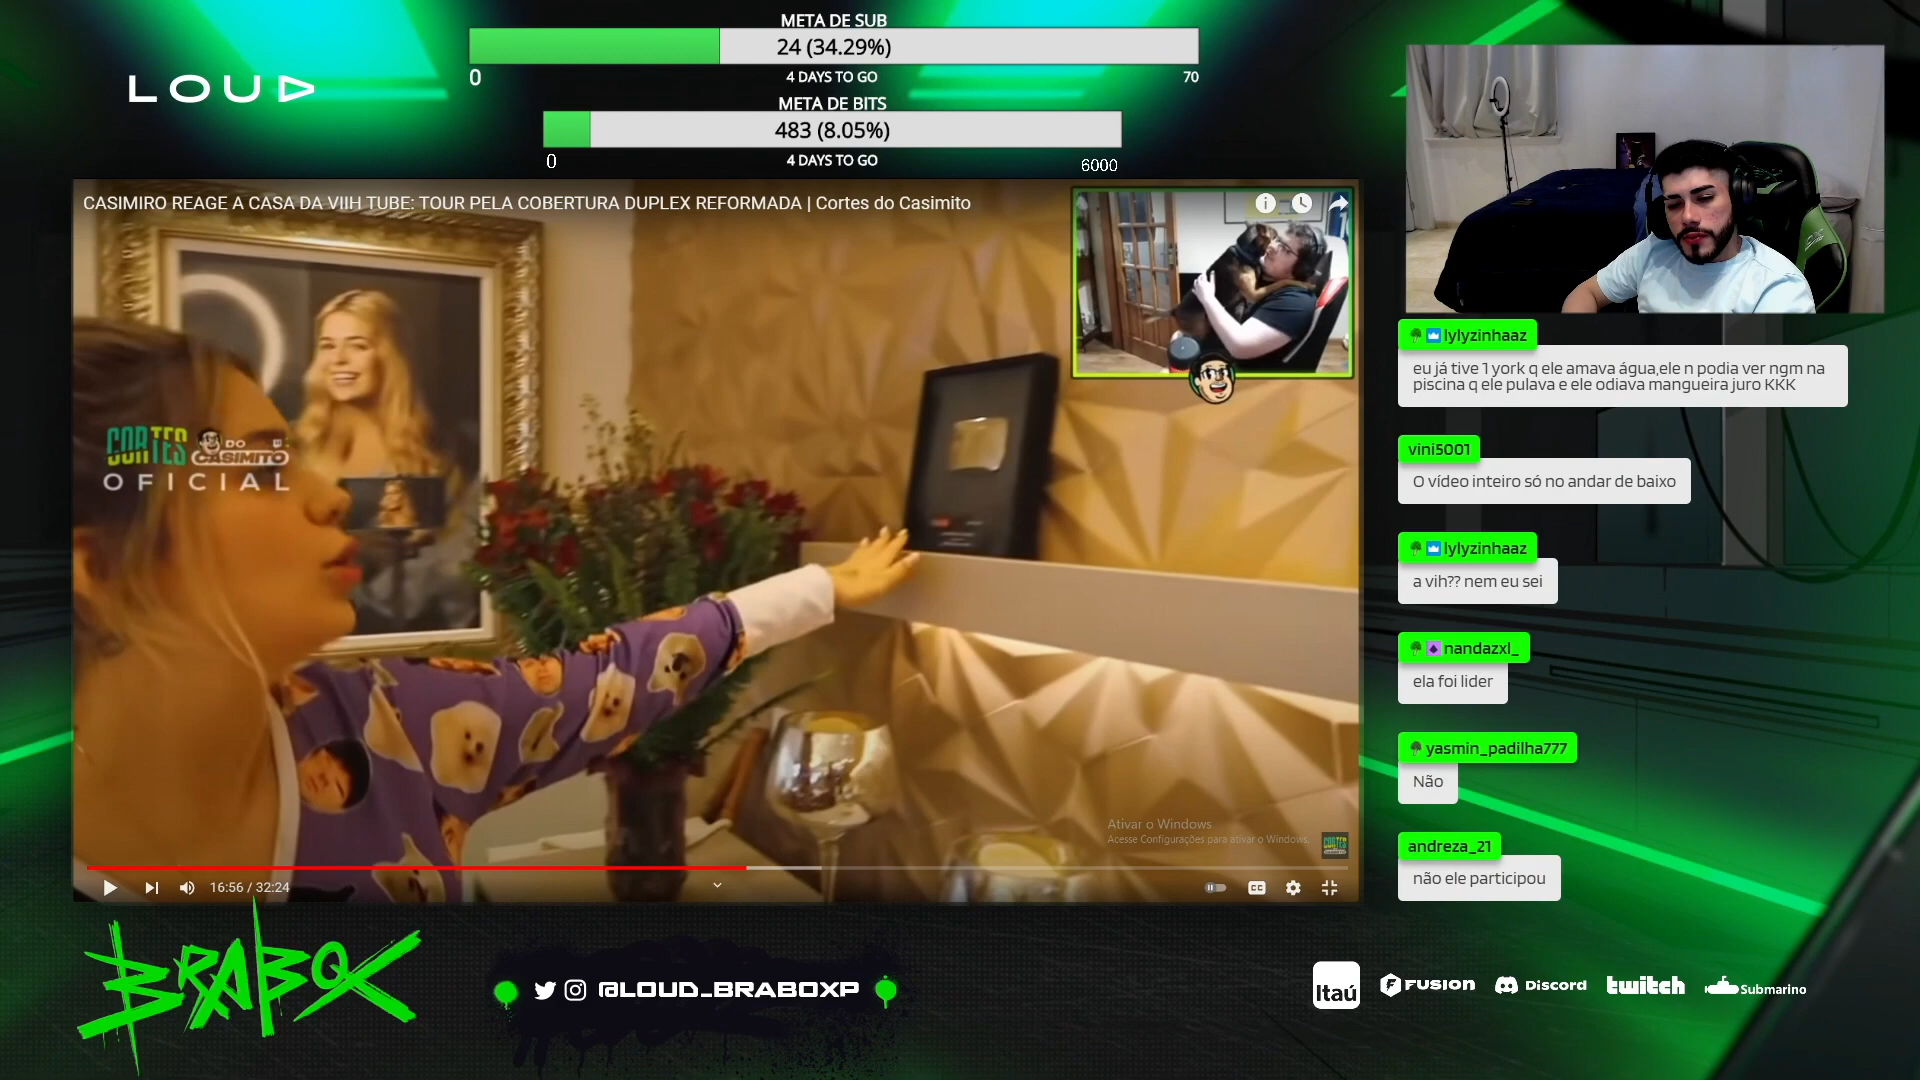 META DE SUB
24 (34.29%)
0
4 DAYS TO GO
70
META DE BITS
483 (8.05%)
0
4 DAYS TO GO
6000
LOUD
CASIMIRO REAGE A CASA DA VIIH TUBE: TOUR PELA COBERTURA DUPLEX REFORMADA | Cortes do Casimito
CORTES DO CASIMITO
OFICIAL
Ativar o Windows
Acesse Configurações para ativar o Windows.
CORTES
16:56 / 32:24
CC
lylyzinhaaz
eu já tive 1 york q ele amava água,ele n podia ver ngm na
piscina q ele pulava e ele odiava mangueira juro KKK
vini5001
O vídeo inteiro só no andar de baixo
lylyzinhaaz
a vih?? nem eu sei
nandazxl_
ela foi lider
yasmin_padilha777
Não
andreza_21
não ele participou
BRABOX
@LOUD_BRABOXP
Itaú
FUSION
Discord
twitch
Submarino